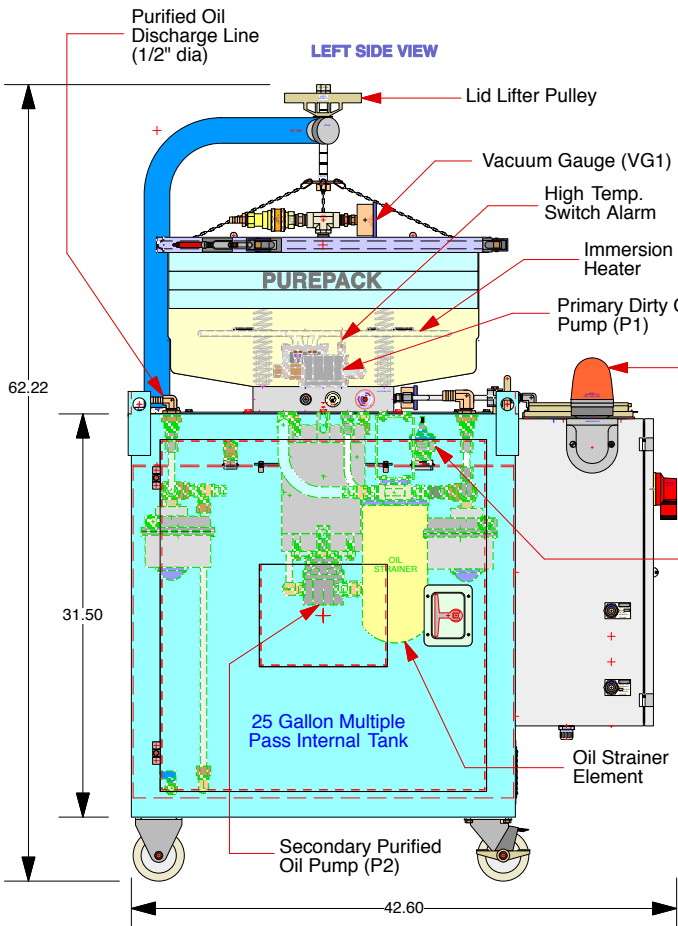 Purified Oil
Discharge Line
(1/2" dia)
LEFT SIDE VIEW
Lid Lifter Pulley
Vacuum Gauge (VG1)
High Temp.
Switch Alarm
Immersion
Heater
PUREPACK
Primary Dirty
Pump (P1)
62.22
OIL
STRAINER
31.50
25 Gallon Multiple
Pass Internal Tank
Oil Strainer
Element
Secondary Purified
Oil Pump (P2)
42.60